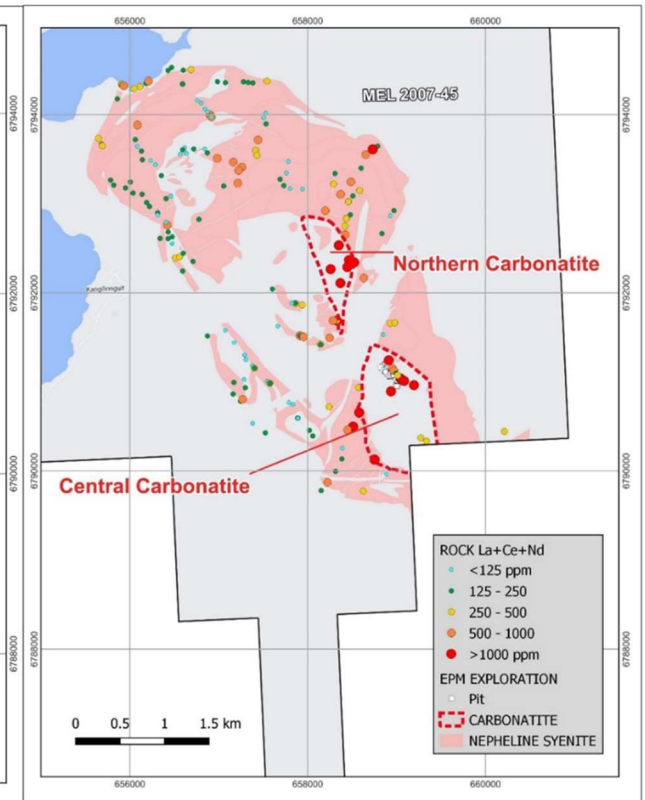 656000
658000
660000
MEL 2007-45
6794000
6794000
Northern Carbonatite
6792000
6792000
Central Carbonatite
6790000
6790000
ROCK La+Ce+Nd
<125 ppm
125 - 250
250 - 500
500 - 1000
>1000 ppm
EPM EXPLORATION
Pit
CARBONATITE
NEPHELINE SYENITE
6788000
6788000
0 0.5 1 1.5 km
656000
658000
660000